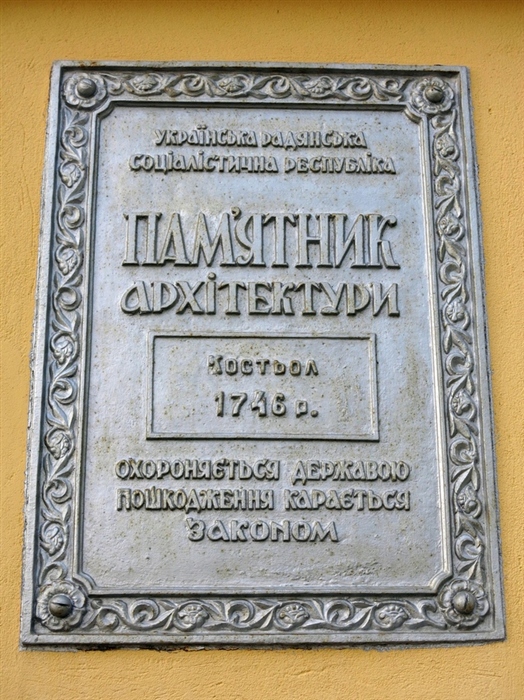 УКРАЇНСЬКА РАДЯНСЬКА
СОЦІАЛІСТИЧНА РЕСПУБЛІКА
ПАМ'ЯТНИК
АРХІТЕКТУРИ
Костьол
1746 р.
ОХОРОНЯЄТЬСЯ ДЕРЖАВОЮ
ПОШКОДЖЕННЯ КАРАЄТЬСЯ
ЗАКОНОМ